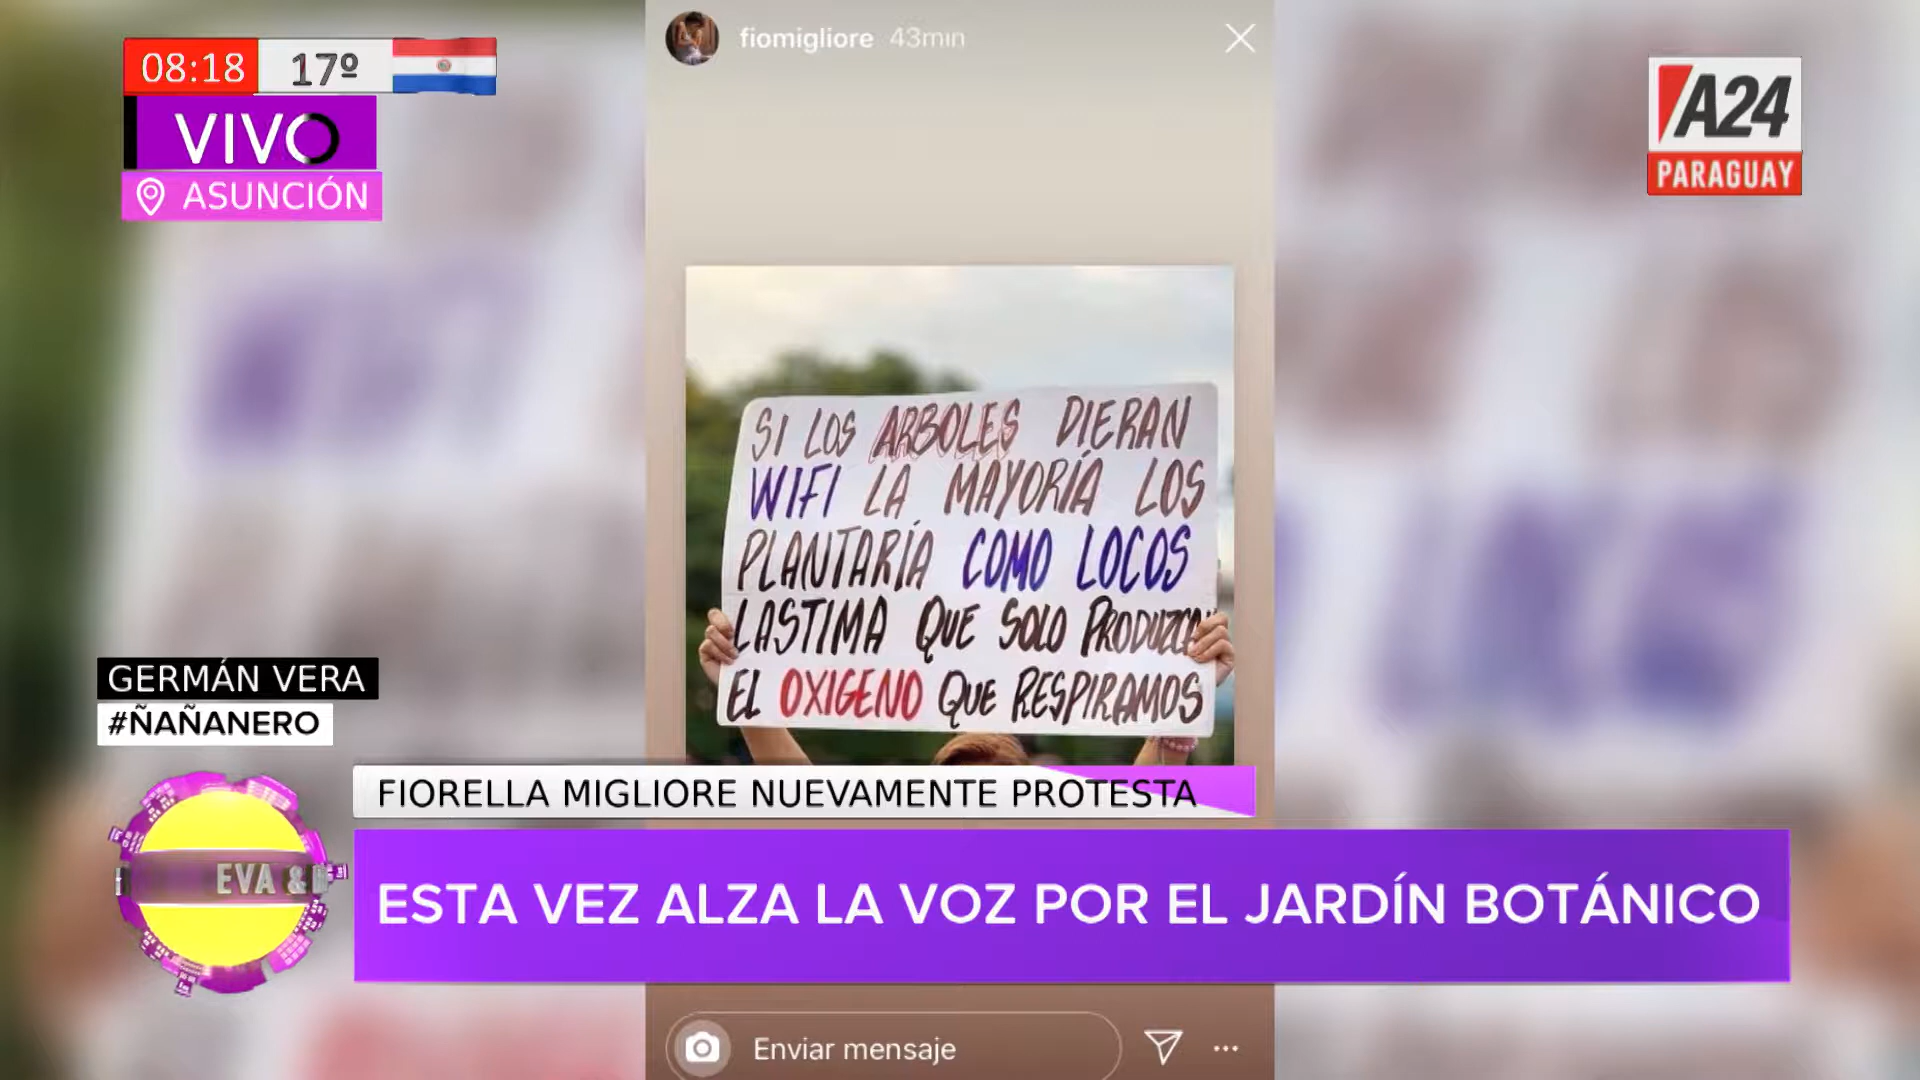 fiomigliore 43min
08:18 17º
VIVO
ASUNCIÓN
A24
PARAGUAY
SI LOS ARBOLES DIERAN
WIFI LA MAYORÍA LOS
PLANTARÍA COMO LOCOS
LASTIMA QUE SOLO PRODUZCAN
EL OXIGENO QUE RESPIRAMOS
GERMÁN VERA
#ÑAÑANERO
FIORELLA MIGLIORE NUEVAMENTE PROTESTA
EVA &
ESTA VEZ ALZA LA VOZ POR EL JARDÍN BOTÁNICO
Enviar mensaje